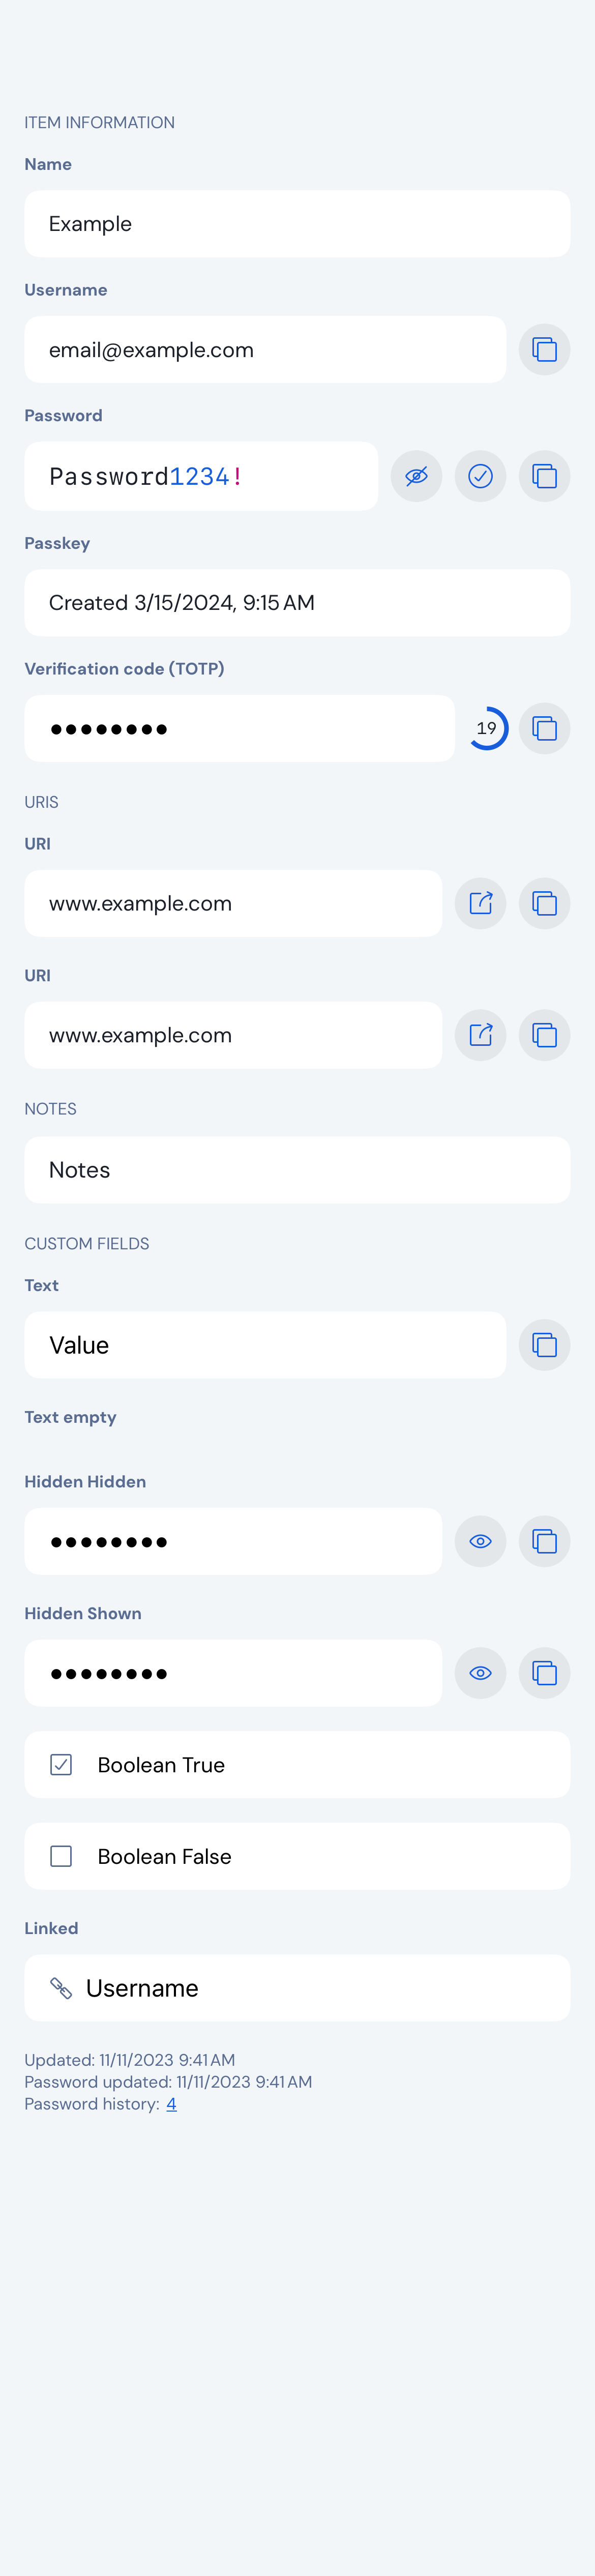 ITEM INFORMATION
Name
Example
Username
email@example.com
Password
Password1234!
Passkey
Created 3/15/2024, 9:15 AM
Verification code (TOTP)
●●●●●●●●
19
URIS
URI
www.example.com
URI
www.example.com
NOTES
Notes
CUSTOM FIELDS
Text
Value
Text empty
Hidden Hidden
●●●●●●●●
Hidden Shown
●●●●●●●●
Boolean True
Boolean False
Linked
Username
Updated: 11/11/2023 9:41 AM
Password updated: 11/11/2023 9:41 AM
Password history: 4